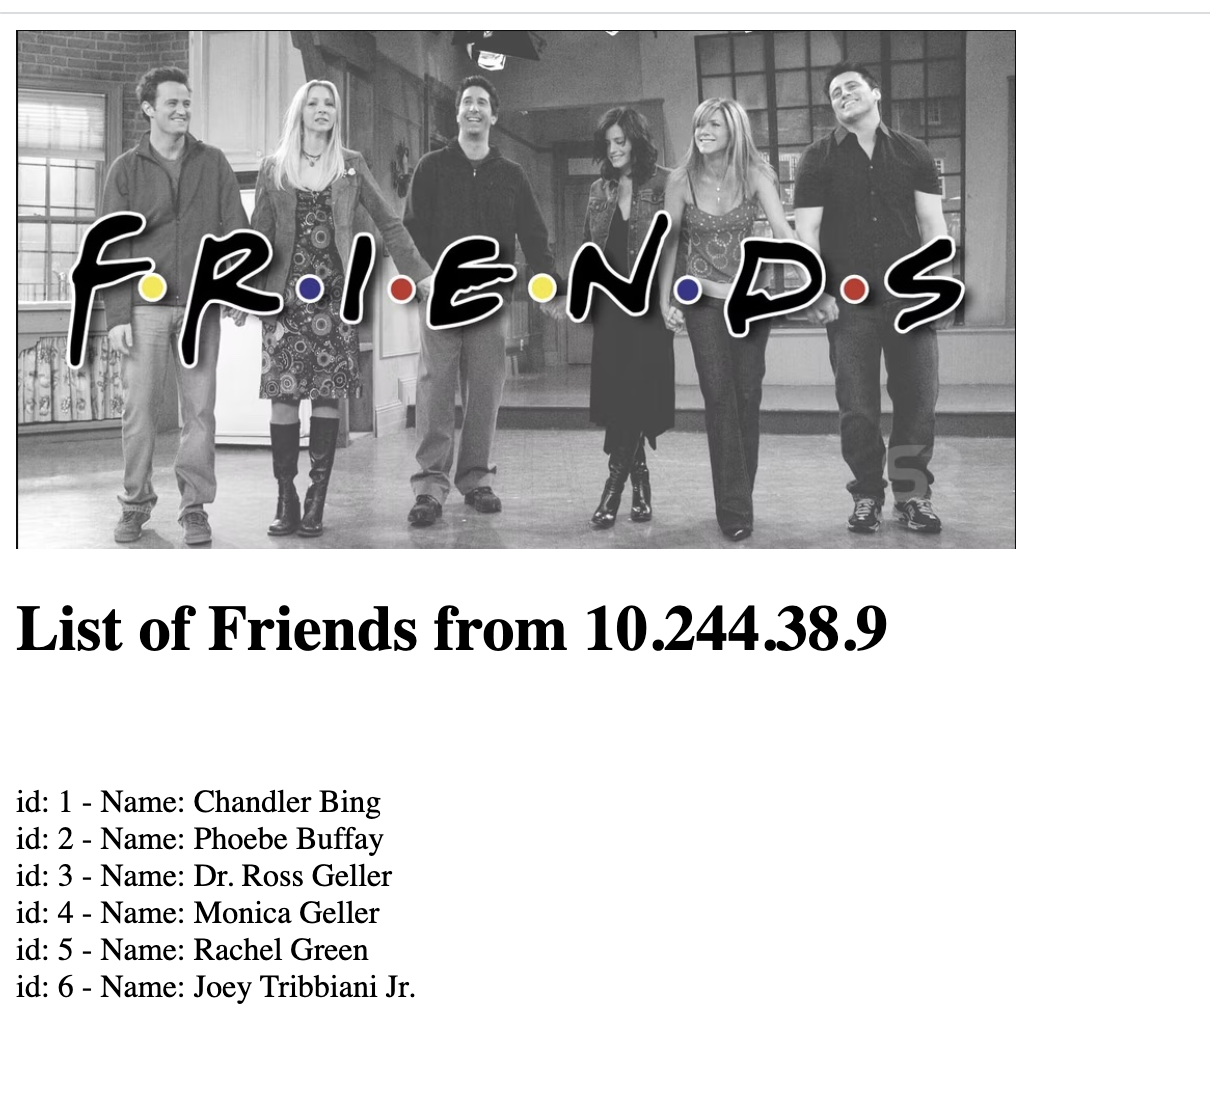 F•R•I•E•N•D•S
List of Friends from 10.244.38.9
id: 1 - Name: Chandler Bing
id: 2 - Name: Phoebe Buffay
id: 3 - Name: Dr. Ross Geller
id: 4 - Name: Monica Geller
id: 5 - Name: Rachel Green
id: 6 - Name: Joey Tribbiani Jr.